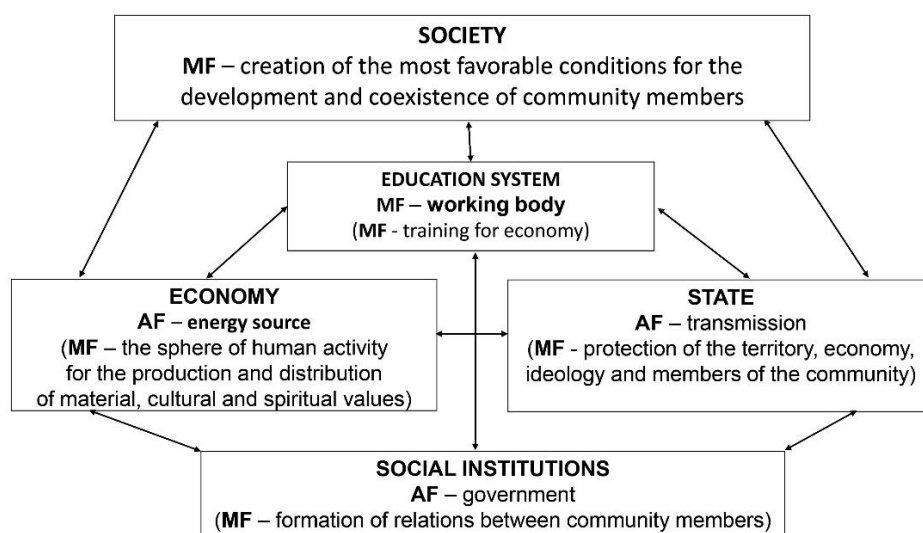 SOCIETY
MF – creation of the most favorable conditions for the
development and coexistence of community members
EDUCATION SYSTEM
MF – working body
(MF - training for economy)
ECONOMY
AF – energy source
(MF – the sphere of human activity
for the production and distribution
of material, cultural and spiritual values)
STATE
AF – transmission
(MF - protection of the territory, economy,
ideology and members of the community)
SOCIAL INSTITUTIONS
AF – government
(MF – formation of relations between community members)